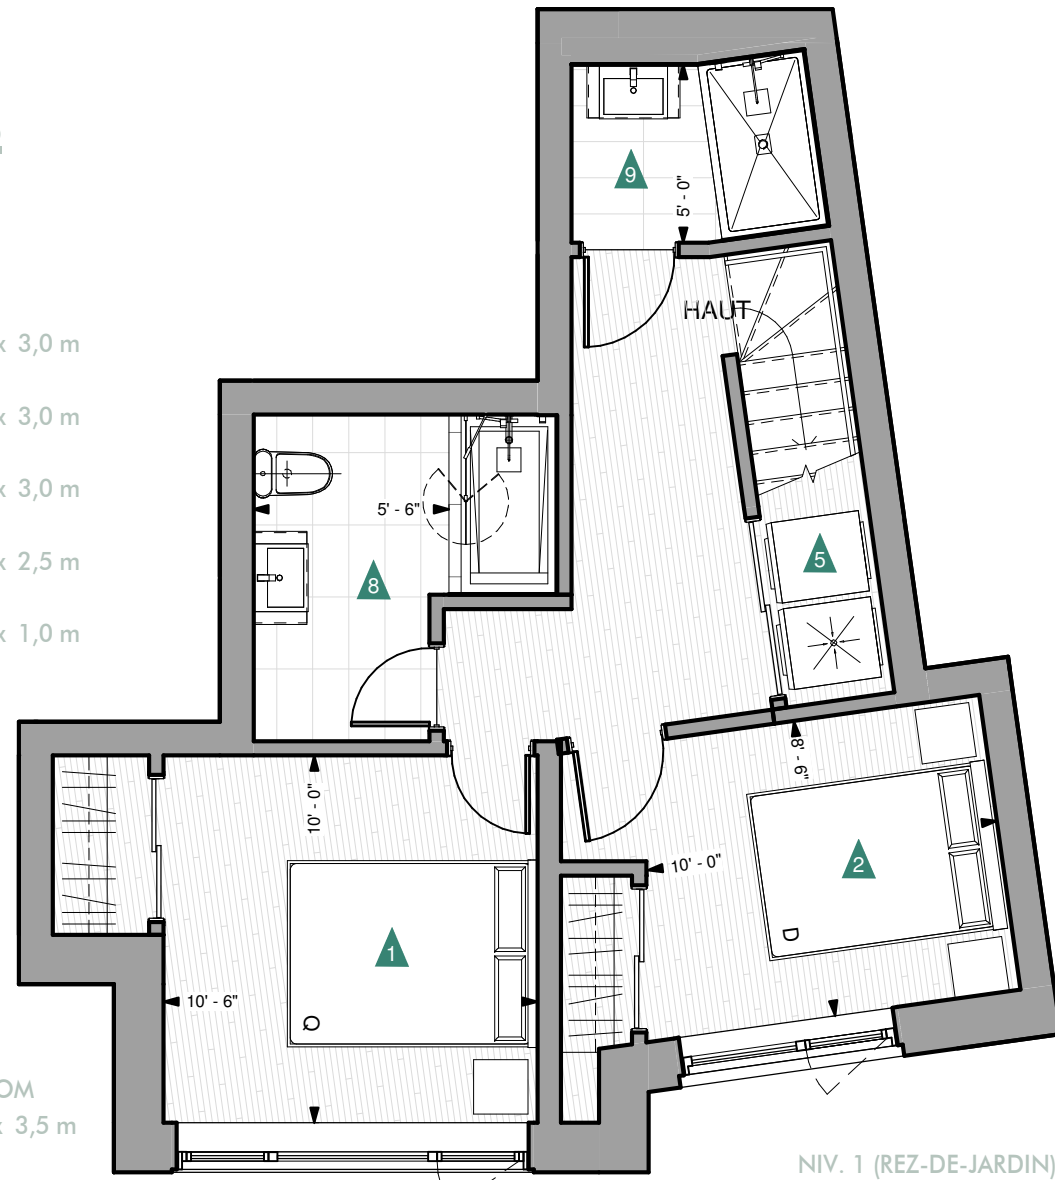 9
5' - 0"
HAUT
x 3,0 m
x 3,0 m
x 3,0 m
5' - 6"
5
x 2,5 m
8
x 1,0 m
8' - 6"
10' - 0"
10' - 0"
2
D
1
10' - 6"
Q
OM
x 3,5 m
NIV. 1 (REZ-DE-JARDIN)